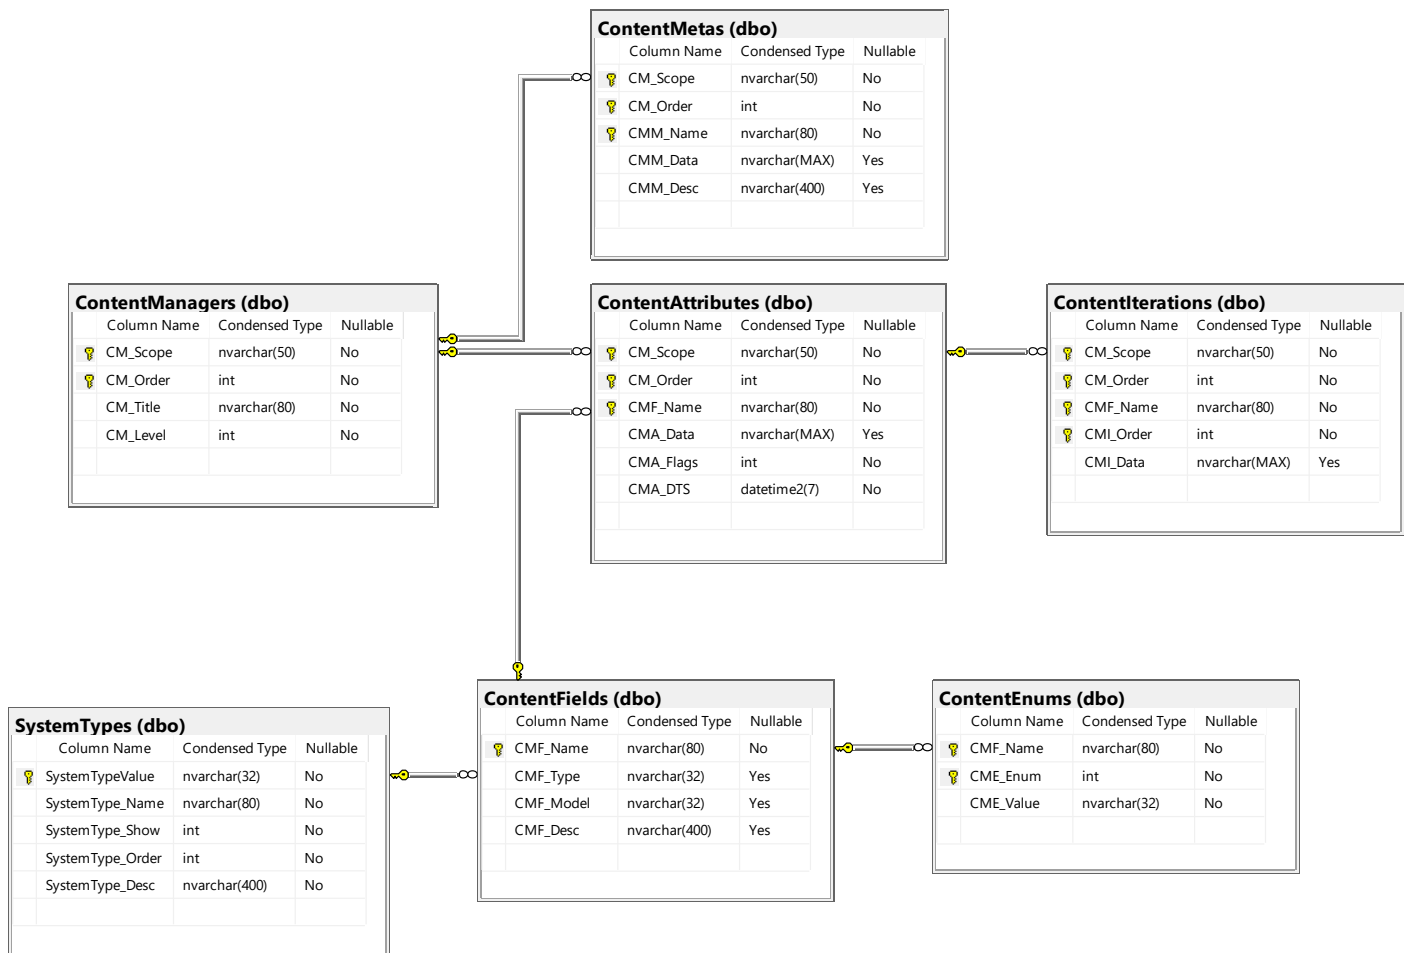 ContentMetas (dbo)
Column Name Condensed Type Nullable
CM_Scope nvarchar(50) No
CM_Order int No
CMM_Name nvarchar(80) No
CMM_Data nvarchar(MAX) Yes
CMM_Desc nvarchar(400) Yes
ContentManagers (dbo)
Column Name Condensed Type Nullable
CM_Scope nvarchar(50) No
CM_Order int No
CM_Title nvarchar(80) No
CM_Level int No
ContentAttributes (dbo)
Column Name Condensed Type Nullable
CM_Scope nvarchar(50) No
CM_Order int No
CMF_Name nvarchar(80) No
CMA_Data nvarchar(MAX) Yes
CMA_Flags int No
CMA_DTS datetime2(7) No
ContentIterations (dbo)
Column Name Condensed Type Nullable
CM_Scope nvarchar(50) No
CM_Order int No
CMF_Name nvarchar(80) No
CMI_Order int No
CMI_Data nvarchar(MAX) Yes
SystemTypes (dbo)
Column Name Condensed Type Nullable
SystemTypeValue nvarchar(32) No
SystemType_Name nvarchar(80) No
SystemType_Show int No
SystemType_Order int No
SystemType_Desc nvarchar(400) No
ContentFields (dbo)
Column Name Condensed Type Nullable
CMF_Name nvarchar(80) No
CMF_Type nvarchar(32) Yes
CMF_Model nvarchar(32) Yes
CMF_Desc nvarchar(400) Yes
ContentEnums (dbo)
Column Name Condensed Type Nullable
CMF_Name nvarchar(80) No
CME_Enum int No
CME_Value nvarchar(32) No